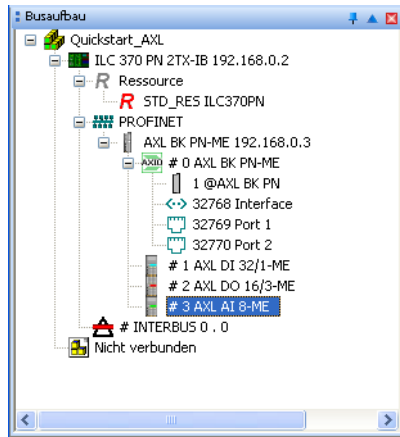 Busaufbau
Quickstart_AXL
ILC 370 PN 2TX-IB 192.168.0.2
R Ressource
R STD_RES ILC370PN
PROFINET
AXL BK PN-ME 192.168.0.3
AXIO # 0 AXL BK PN-ME
1 @AXL BK PN
32768 Interface
32769 Port 1
32770 Port 2
# 1 AXL DI 32/1-ME
# 2 AXL DO 16/3-ME
# 3 AXL AI 8-ME
# INTERBUS 0 . 0
Nicht verbunden